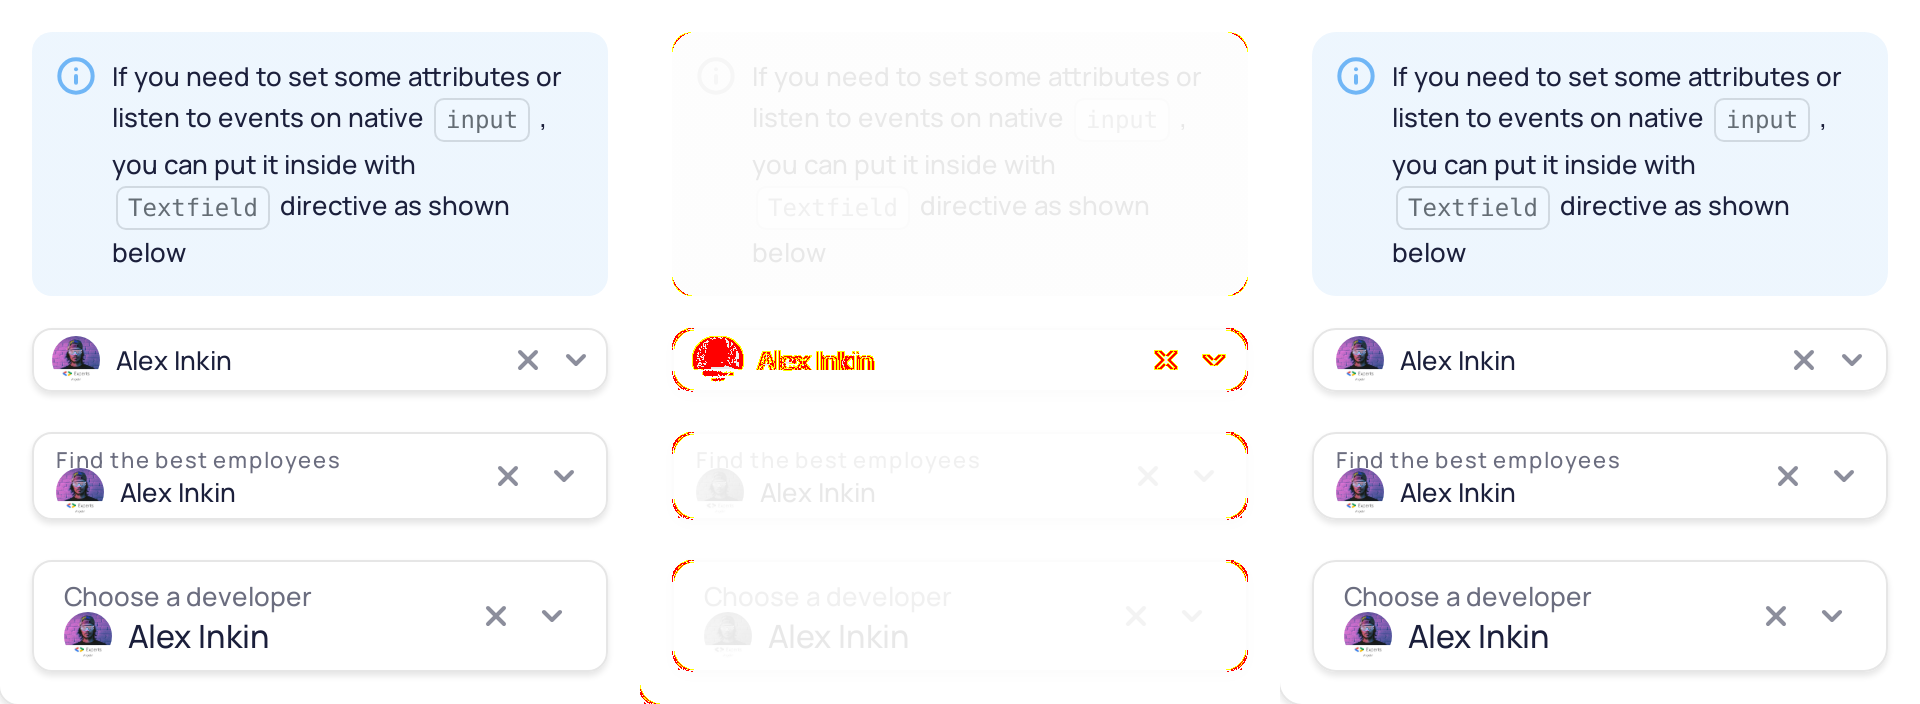 If you need to set some attributes or
listen to events on native input ,
you can put it inside with
Textfield directive as shown
below
Alex Inkin
Find the best employees
Alex Inkin
Choose a developer
Alex Inkin
If you need to set some attributes or
listen to events on native input ,
you can put it inside with
Textfield directive as shown
below
Alex Inkin
Find the best employees
Alex Inkin
Choose a developer
Alex Inkin
If you need to set some attributes or
listen to events on native input ,
you can put it inside with
Textfield directive as shown
below
Alex Inkin
Find the best employees
Alex Inkin
Choose a developer
Alex Inkin